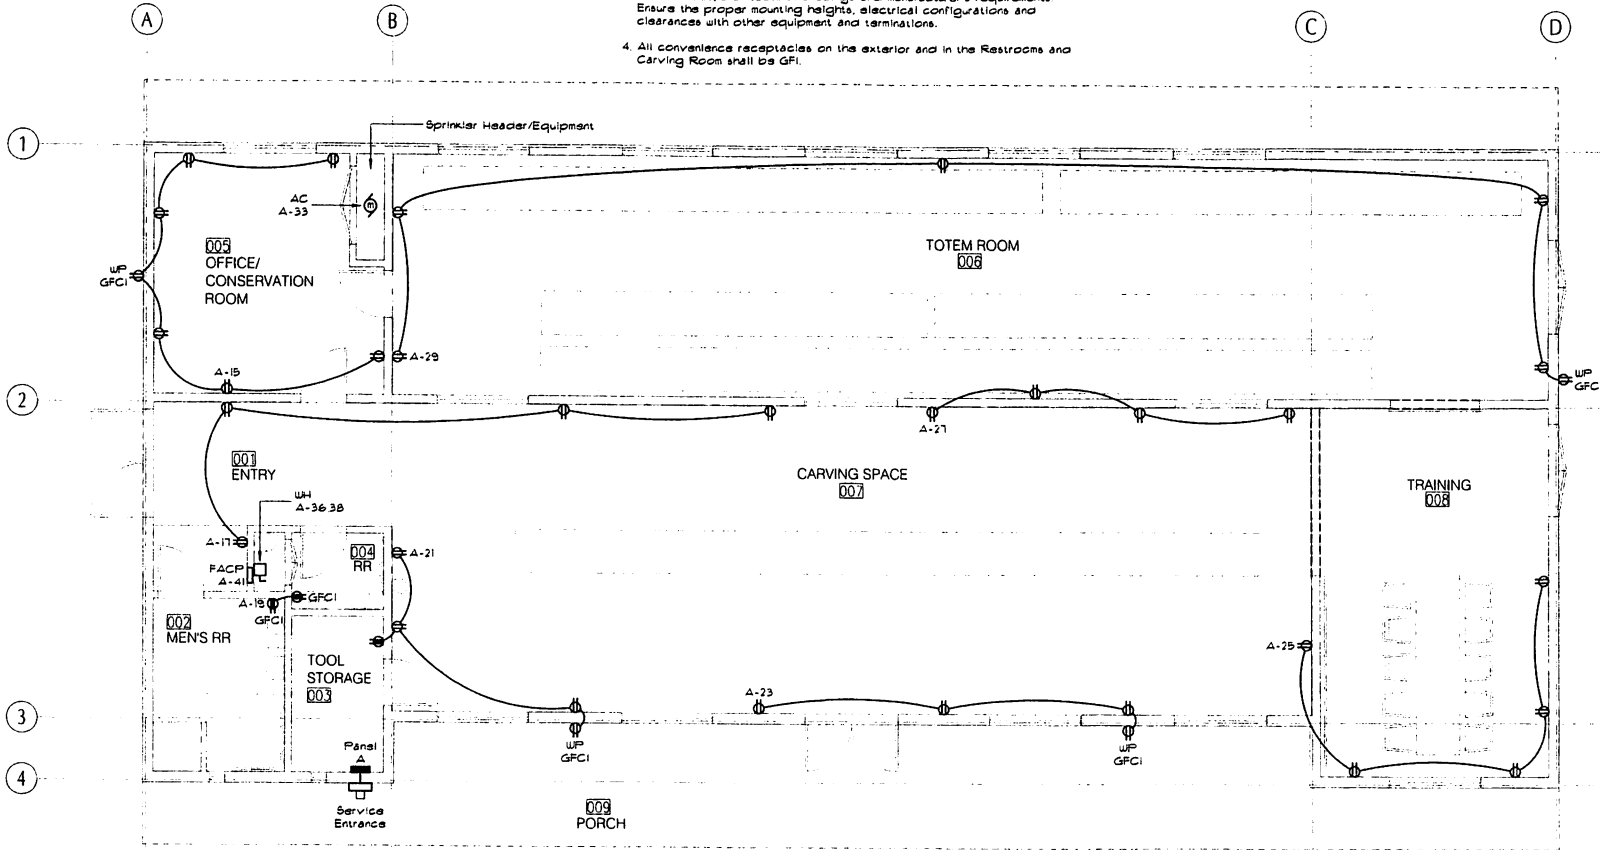 A
B
C
D
Ensure the proper mounting heights, electrical configurations and
clearances with other equipment and terminations.
4. All convenience receptacles on the exterior and in the Restrooms and
Carving Room shall be GFI.
1
Sprinkler Header/Equipment
AC
A-33
005
OFFICE/
CONSERVATION
ROOM
TOTEM ROOM
006
WP
GFCI
A-29
A-15
WP
GFC
2
A-27
001
ENTRY
CARVING SPACE
007
TRAINING
008
WH
A-36,38
A-17
004
RR
A-21
FACP
A-41
A-19
GFCI
GFCI
002
MEN'S RR
TOOL
STORAGE
003
A-25
A-23
3
WP
GFCI
WP
GFCI
Panel
A
4
Service
Entrance
009
PORCH